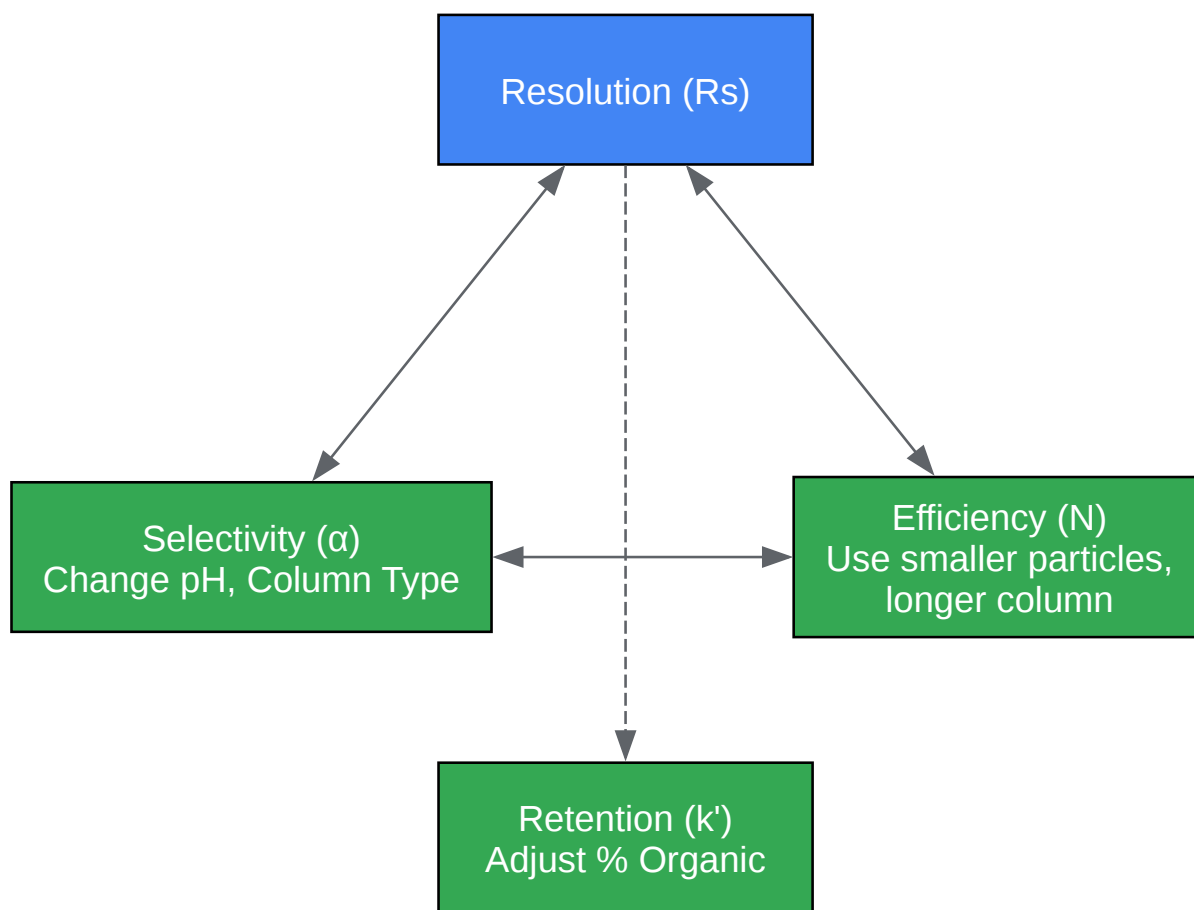 Resolution (Rs)
Selectivity (α)
Change pH, Column Type
Efficiency (N)
Use smaller particles,
longer column
Retention (k')
Adjust % Organic